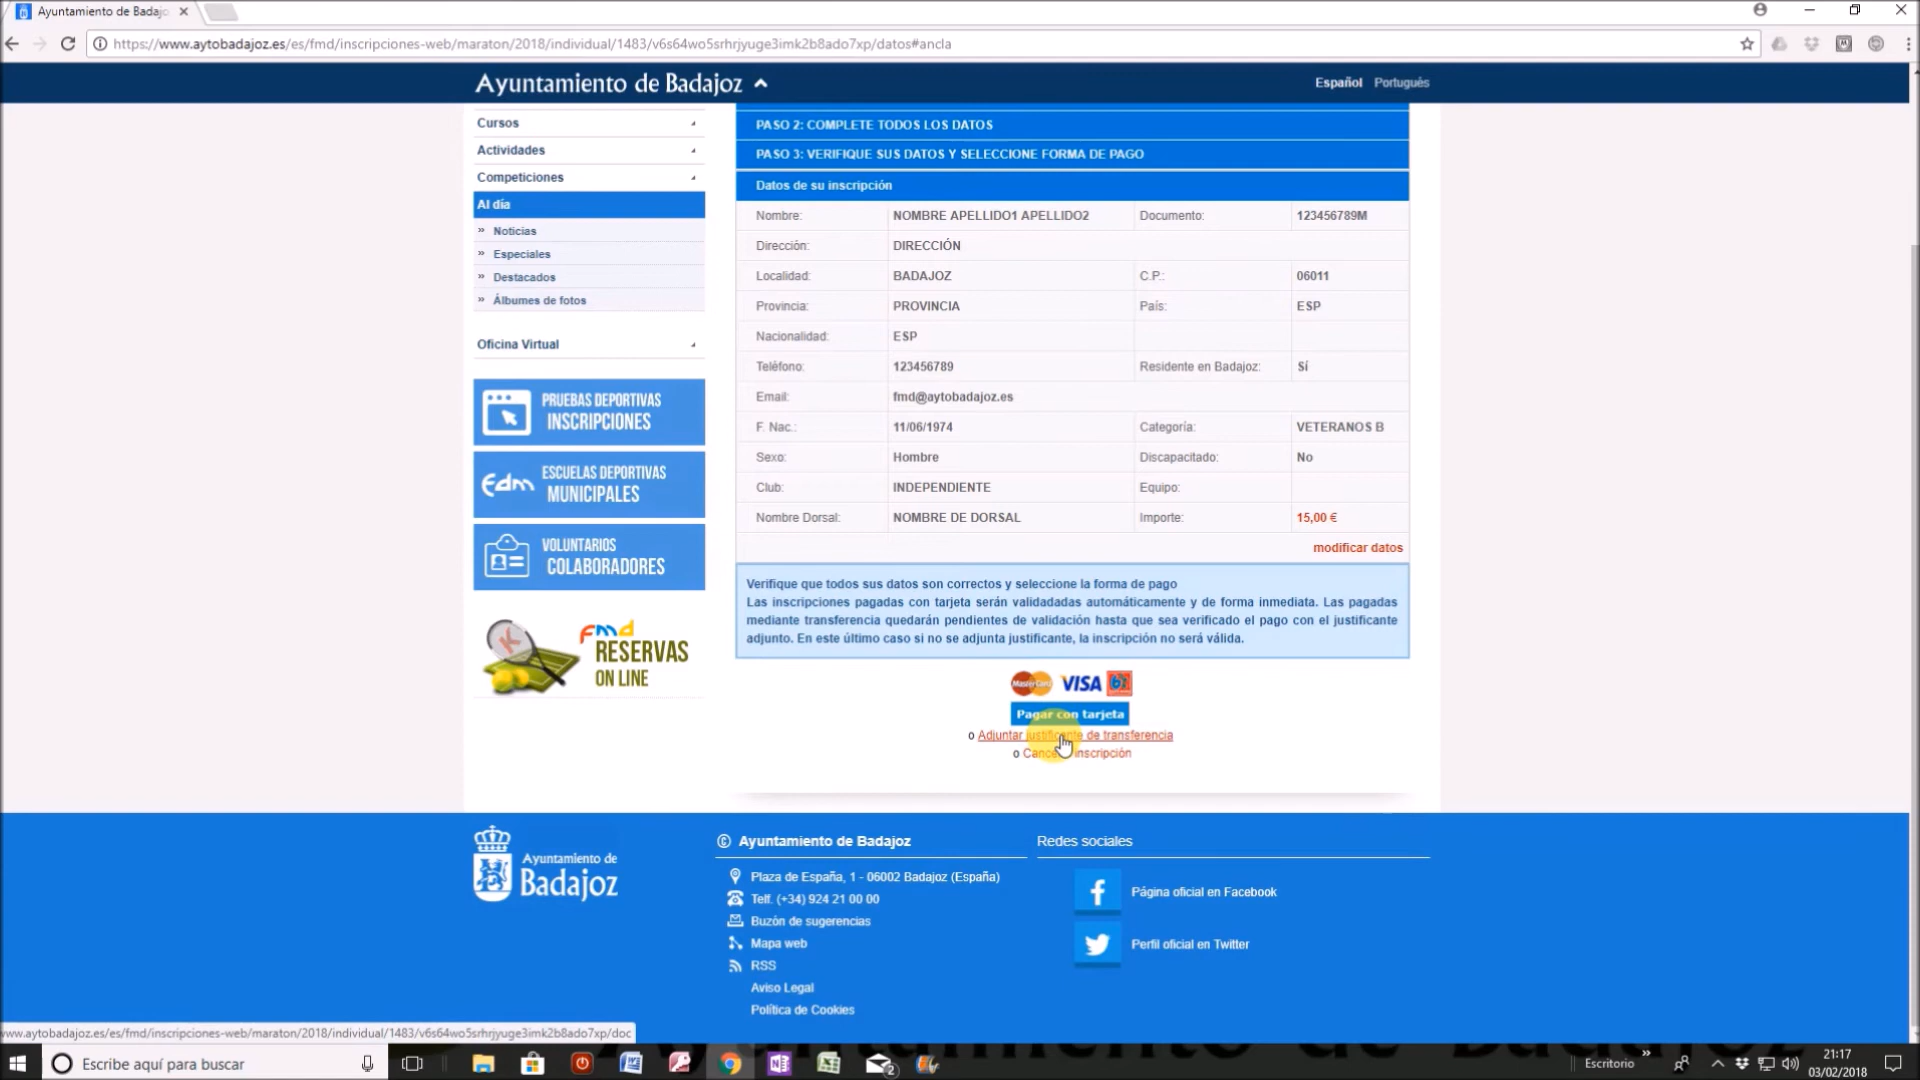 Ayuntamiento de Badajo
https://www.aytobadajoz.es/es/fmd/inscripciones-web/maraton/2018/individual/1483/v6s64wo5srhrjyuge3imk2b8ado7xp/datos#ancla
Ayuntamiento de Badajoz
Español Português
Cursos
Actividades
Competiciones
Al día
» Noticias
» Especiales
» Destacados
» Álbumes de fotos
Oficina Virtual
PRUEBAS DEPORTIVAS
INSCRIPCIONES
edm ESCUELAS DEPORTIVAS
MUNICIPALES
VOLUNTARIOS
COLABORADORES
fmd
RESERVAS
ON LINE
PASO 2: COMPLETE TODOS LOS DATOS
PASO 3: VERIFIQUE SUS DATOS Y SELECCIONE FORMA DE PAGO
Datos de su inscripción
Nombre: NOMBRE APELLIDO1 APELLIDO2 Documento: 123456789M
Dirección: DIRECCIÓN
Localidad: BADAJOZ C.P.: 06011
Provincia: PROVINCIA País: ESP
Nacionalidad: ESP
Teléfono: 123456789 Residente en Badajoz: Sí
Email: fmd@aytobadajoz.es
F. Nac.: 11/06/1974 Categoría: VETERANOS B
Sexo: Hombre Discapacitado: No
Club: INDEPENDIENTE Equipo:
Nombre Dorsal: NOMBRE DE DORSAL Importe: 15,00 €
modificar datos
Verifique que todos sus datos son correctos y seleccione la forma de pago
Las inscripciones pagadas con tarjeta serán validadadas automáticamente y de forma inmediata. Las pagadas
mediante transferencia quedarán pendientes de validación hasta que sea verificado el pago con el justificante
adjunto. En este último caso si no se adjunta justificante, la inscripción no será válida.
MasterCard VISA
Pagar con tarjeta
o Adjuntar justificante de transferencia
o inscripción
Ayuntamiento de
Badajoz
© Ayuntamiento de Badajoz
Plaza de España, 1 - 06002 Badajoz (España)
Telf. (+34) 924 21 00 00
Buzón de sugerencias
Mapa web
RSS
Aviso Legal
Política de Cookies
Redes sociales
Página oficial en Facebook
Perfil oficial en Twitter
www.aytobadajoz.es/es/fmd/inscripciones-web/maraton/2018/individual/1483/v6s64wo5srhrjyuge3imk2b8ado7xp/doc
Escribe aquí para buscar
2
Escritorio »
21:17
03/02/2018